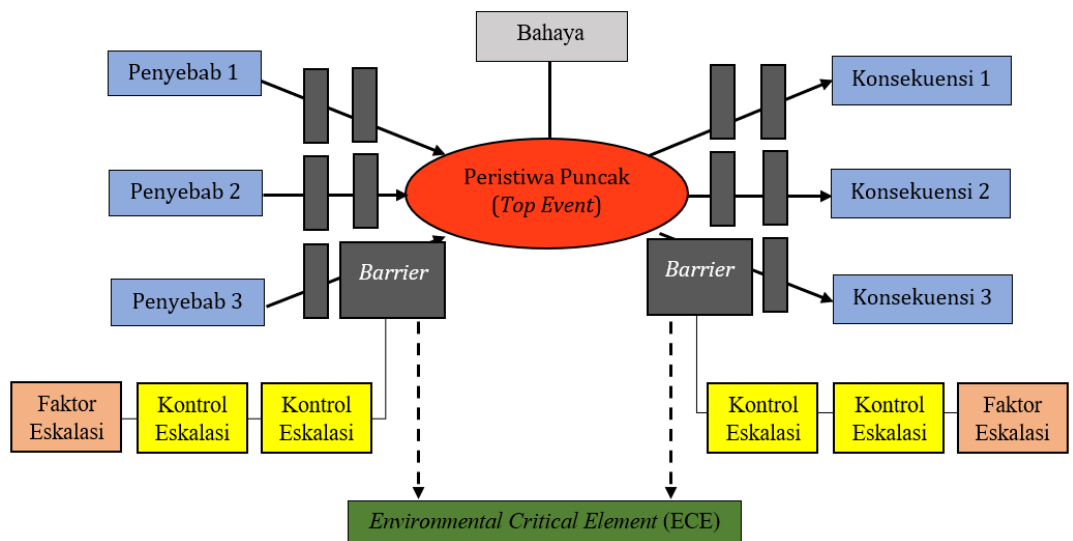 Bahaya
Penyebab 1
Konsekuensi 1
Penyebab 2
Peristiwa Puncak
(Top Event)
Konsekuensi 2
Penyebab 3
Barrier
Barrier
Konsekuensi 3
Faktor
Eskalasi
Kontrol
Eskalasi
Kontrol
Eskalasi
Kontrol
Eskalasi
Kontrol
Eskalasi
Faktor
Eskalasi
Environmental Critical Element (ECE)